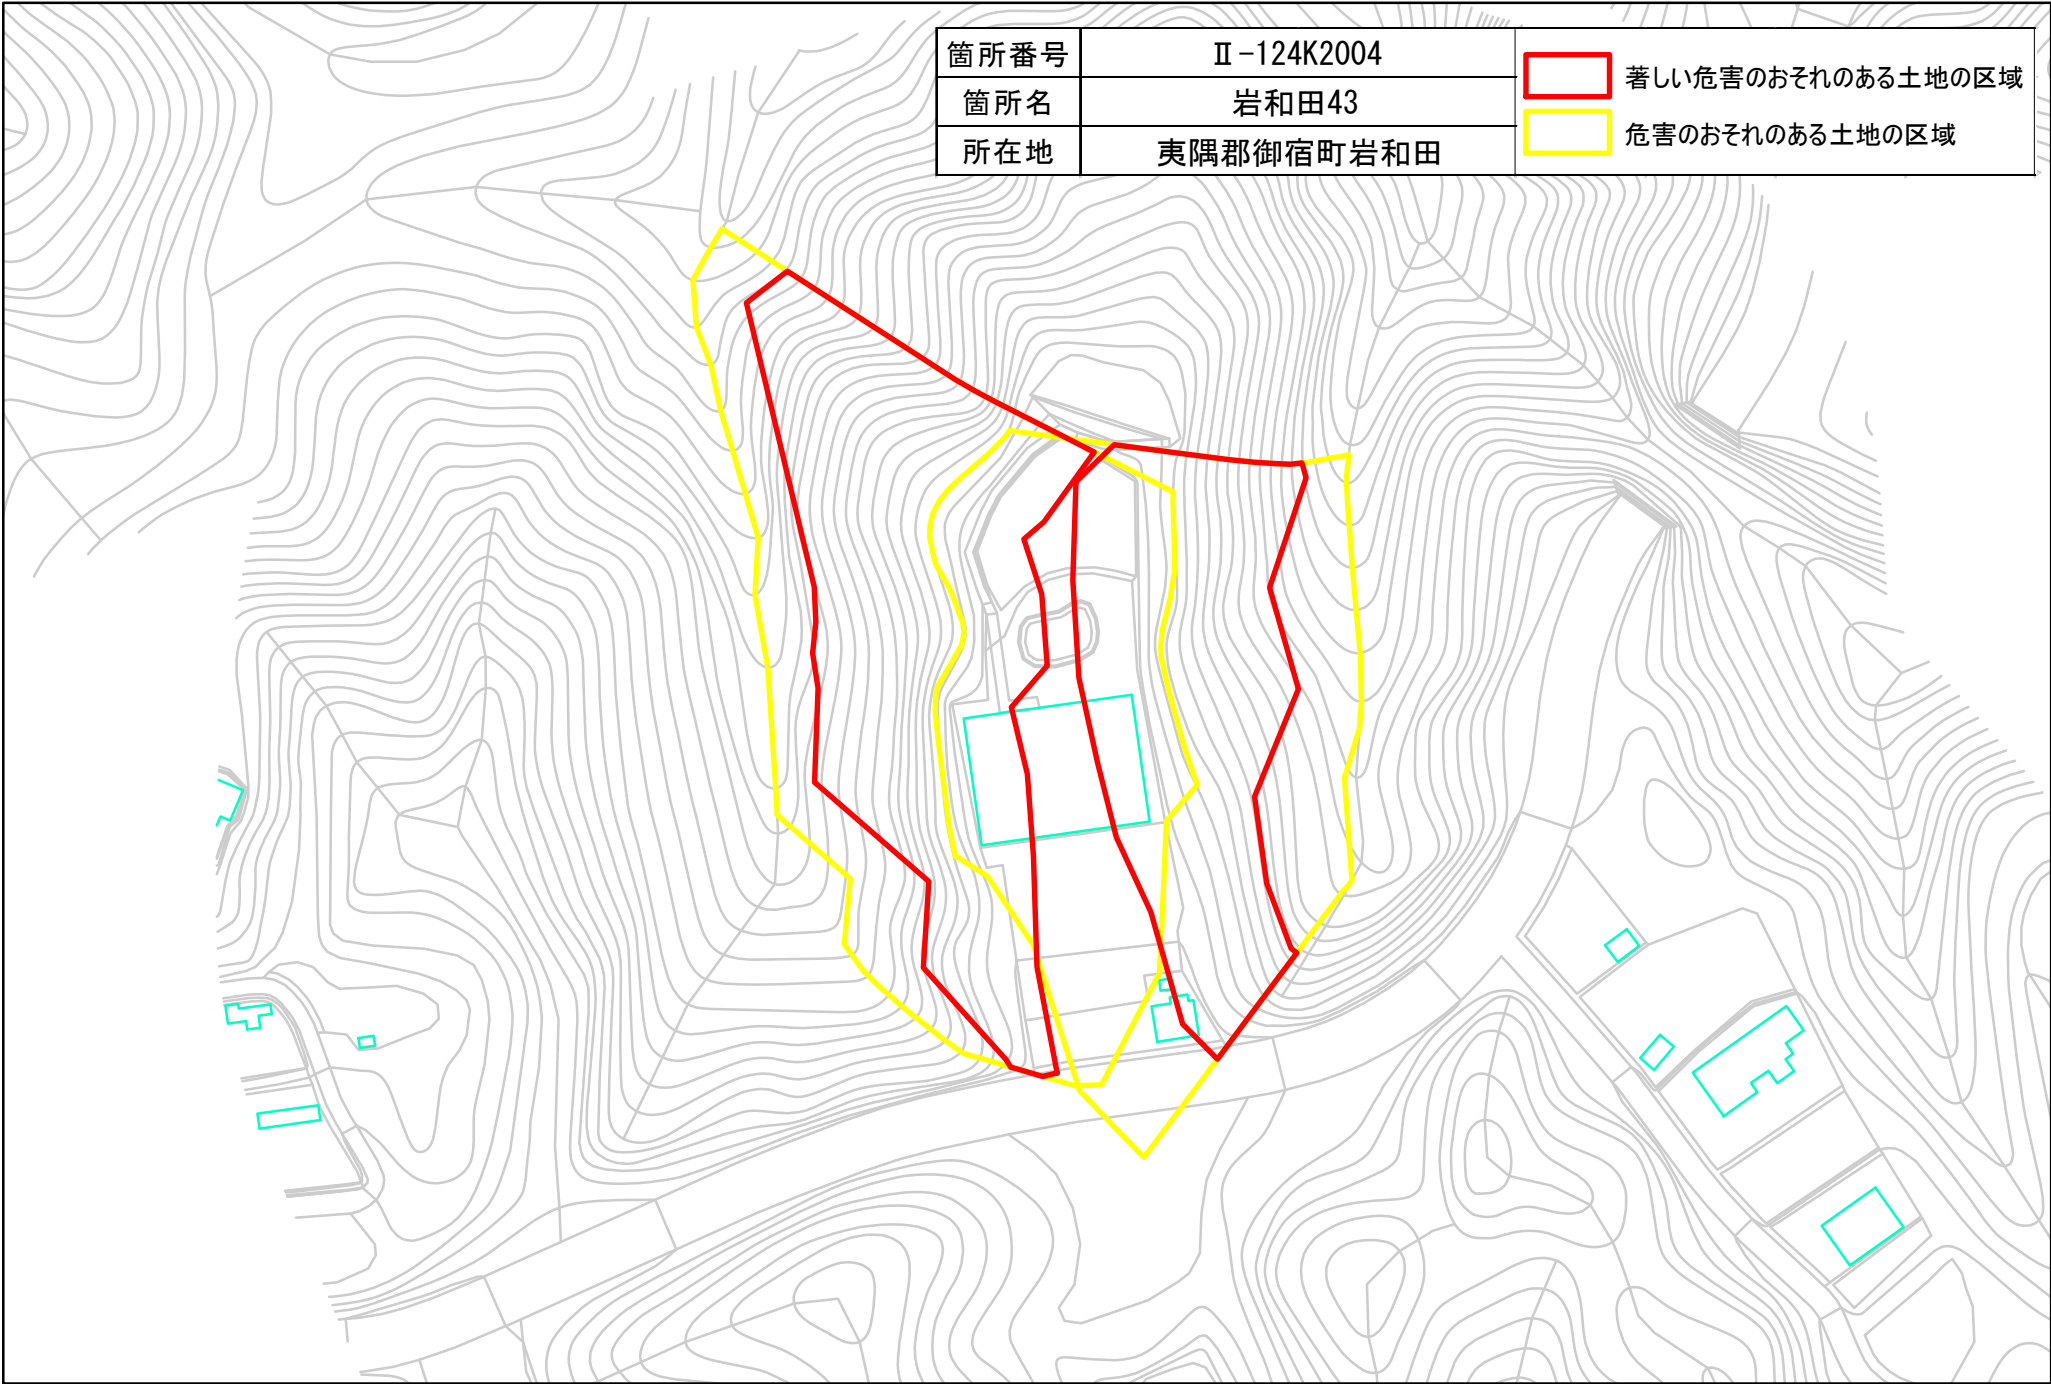 箇所番号 Ⅱ-124K2004
箇所名 岩和田43
所在地 夷隅郡御宿町岩和田
著しい危害のおそれのある土地の区域
危害のおそれのある土地の区域